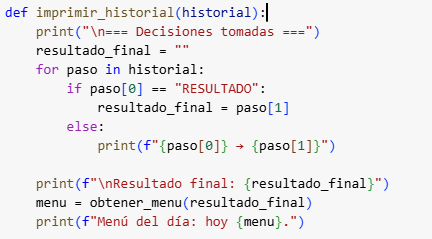 def imprimir_historial(historial):
    print("\n=== Decisiones tomadas ===")
    resultado_final = ""
    for paso in historial:
        if paso[0] == "RESULTADO":
            resultado_final = paso[1]
        else:
            print(f"{paso[0]} → {paso[1]}")

    print(f"\nResultado final: {resultado_final}")
    menu = obtener_menu(resultado_final)
    print(f"Menú del día: hoy {menu}.")